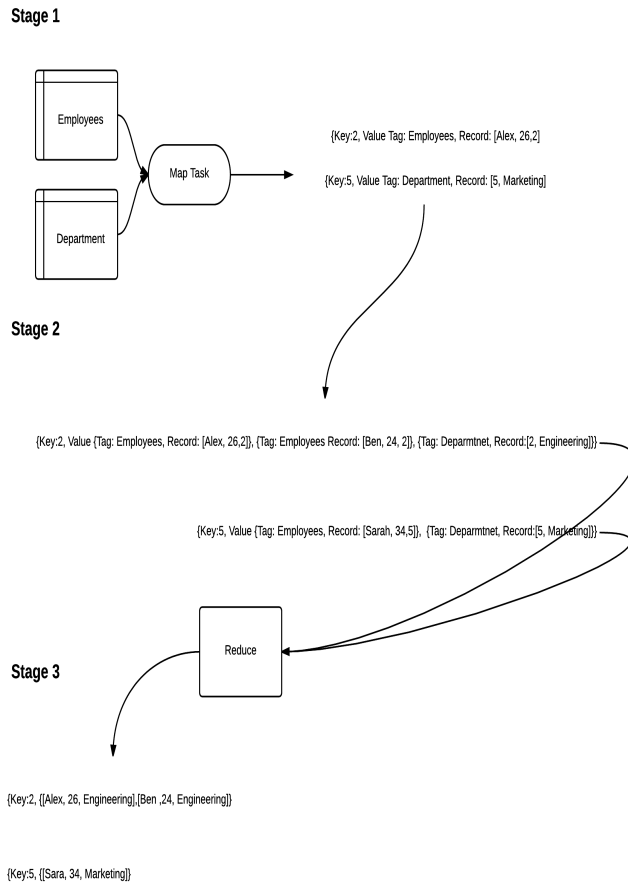 Stage 1
Employees
Map Task
{Key:2, Value Tag: Employees, Record: [Alex, 26,2]
{Key:5, Value Tag: Department, Record: [5, Marketing]
Department
Stage 2
{Key:2, Value {Tag: Employees, Record: [Alex, 26,2]}, {Tag: Employees Record: [Ben, 24, 2]}, {Tag: Deparmtnet, Record:[2, Engineering]}}
{Key:5, Value {Tag: Employees, Record: [Sarah, 34,5]}, {Tag: Deparmtnet, Record:[5, Marketing]}}
Reduce
Stage 3
{Key:2, {[Alex, 26, Engineering],[Ben ,24, Engineering]}
{Key:5, {[Sara, 34, Marketing]}